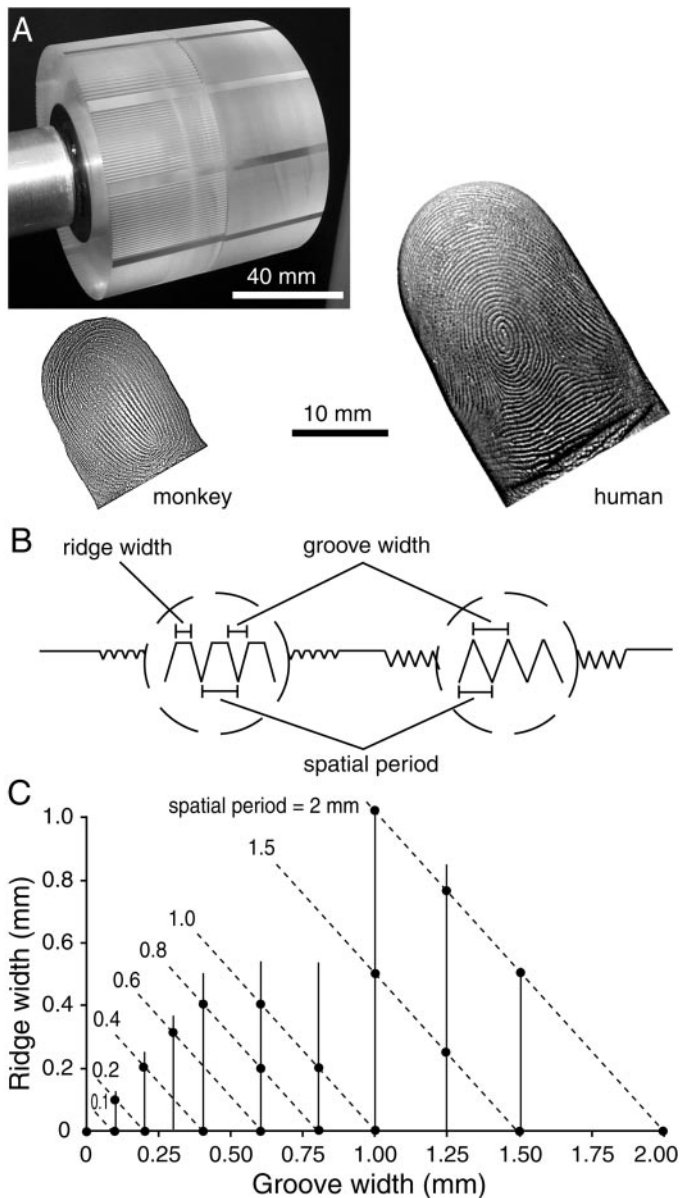 A
40 mm
10 mm
monkey
human
B
ridge width
groove width
spatial period
C
spatial period = 2 mm
1.5
1.0
0.8
0.6
0.4
0.2
0.1
Ridge width (mm)
1.0
0.8
0.6
0.4
0.2
0
0 0.25 0.50 0.75 1.00 1.25 1.50 1.75 2.00
Groove width (mm)